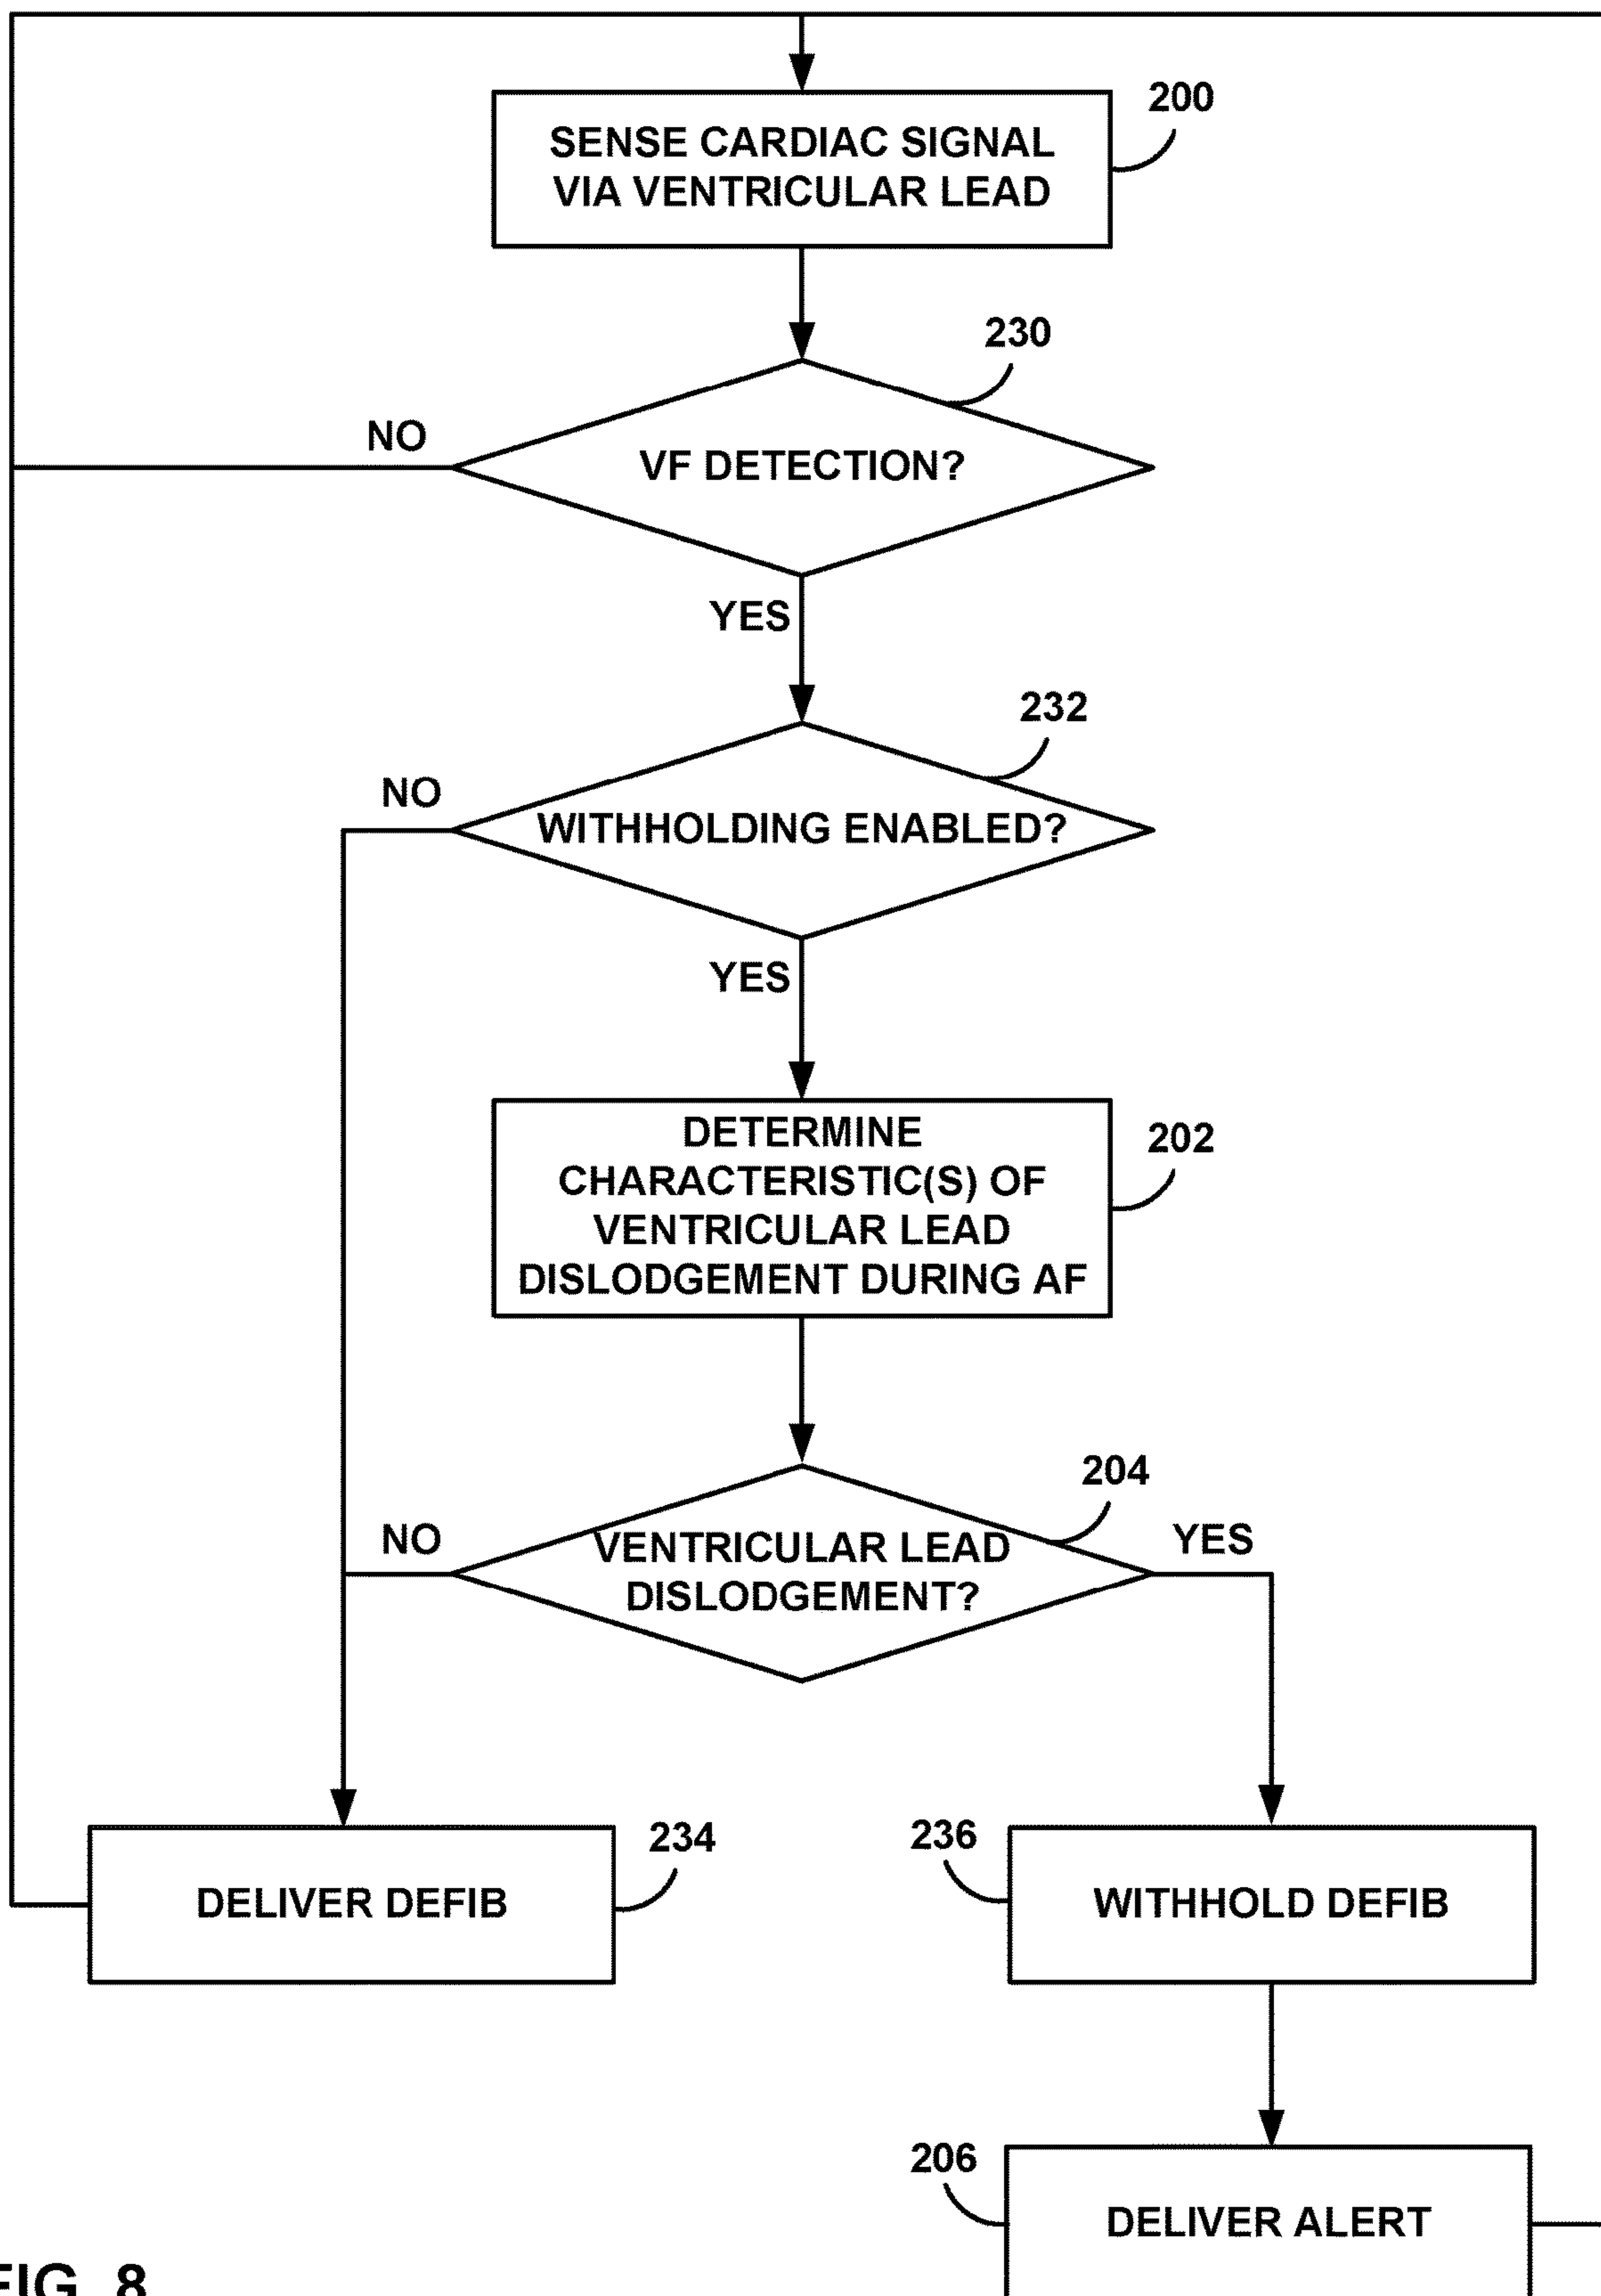 200
SENSE CARDIAC SIGNAL
VIA VENTRICULAR LEAD
230
NO
VF DETECTION?
YES
232
NO
WITHHOLDING ENABLED?
YES
DETERMINE
CHARACTERISTIC(S) OF
VENTRICULAR LEAD
DISLODGEMENT DURING AF
202
204
NO
VENTRICULAR LEAD
DISLODGEMENT?
YES
234
236
DELIVER DEFIB
WITHHOLD DEFIB
206
DELIVER ALERT
FIG. 8